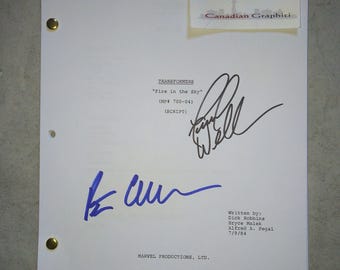 Canadian Graphiti
TRANSFORMERS
"Fire in the Sky"
(MP# 700-04)
(SCRIPT)
Written by:
Dick Robbins
Bryce Malek
Alfred A. Pegal
7/9/84
MARVEL PRODUCTIONS, LTD.